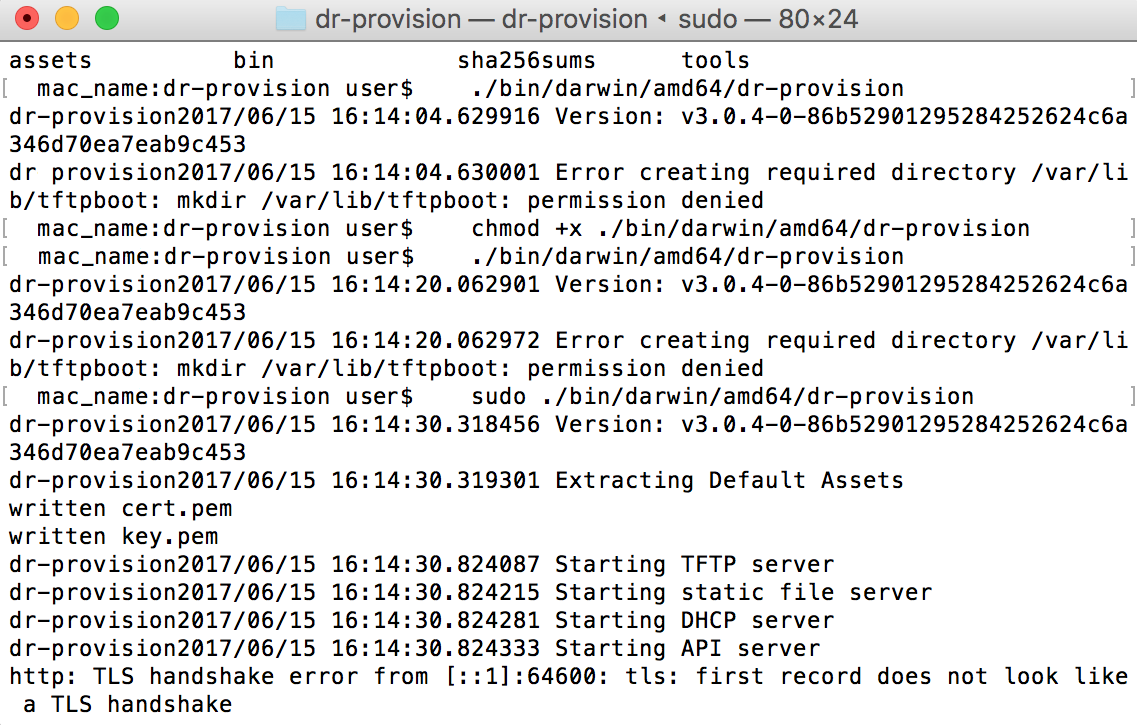 dr-provision — dr-provision ◂ sudo — 80×24
assets          bin             sha256sums      tools
[  mac_name:dr-provision user$    ./bin/darwin/amd64/dr-provision                ]
dr-provision2017/06/15 16:14:04.629916 Version: v3.0.4-0-86b52901295284252624c6a
346d70ea7eab9c453
dr provision2017/06/15 16:14:04.630001 Error creating required directory /var/li
b/tftpboot: mkdir /var/lib/tftpboot: permission denied
[  mac_name:dr-provision user$    chmod +x ./bin/darwin/amd64/dr-provision       ]
[  mac_name:dr-provision user$    ./bin/darwin/amd64/dr-provision                ]
dr-provision2017/06/15 16:14:20.062901 Version: v3.0.4-0-86b52901295284252624c6a
346d70ea7eab9c453
dr-provision2017/06/15 16:14:20.062972 Error creating required directory /var/li
b/tftpboot: mkdir /var/lib/tftpboot: permission denied
[  mac_name:dr-provision user$    sudo ./bin/darwin/amd64/dr-provision           ]
dr-provision2017/06/15 16:14:30.318456 Version: v3.0.4-0-86b52901295284252624c6a
346d70ea7eab9c453
dr-provision2017/06/15 16:14:30.319301 Extracting Default Assets
written cert.pem
written key.pem
dr-provision2017/06/15 16:14:30.824087 Starting TFTP server
dr-provision2017/06/15 16:14:30.824215 Starting static file server
dr-provision2017/06/15 16:14:30.824281 Starting DHCP server
dr-provision2017/06/15 16:14:30.824333 Starting API server
http: TLS handshake error from [::1]:64600: tls: first record does not look like
 a TLS handshake